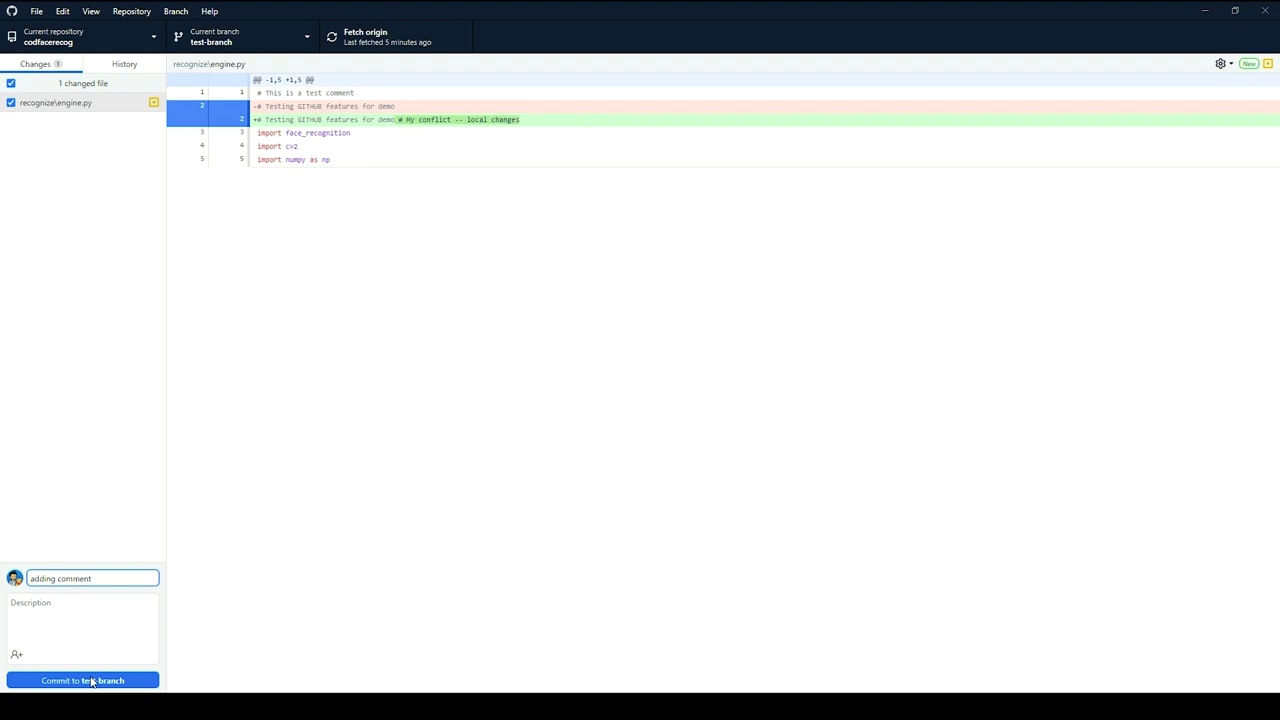 File Edit View Repository Branch Help
Current repository
codfacerecog
Current branch
test-branch
Fetch origin
Last fetched 5 minutes ago
Changes 1 History
recognize\engine.py
New
1 changed file
recognize\engine.py
@@ -1,5 +1,5 @@
1 1 # This is a test comment
2 -# Testing GITHUB features for demo
2 +# Testing GITHUB features for demo # My conflict -- local changes
3 3 import face_recognition
4 4 import cv2
5 5 import numpy as np
adding comment
Description
Commit to test-branch